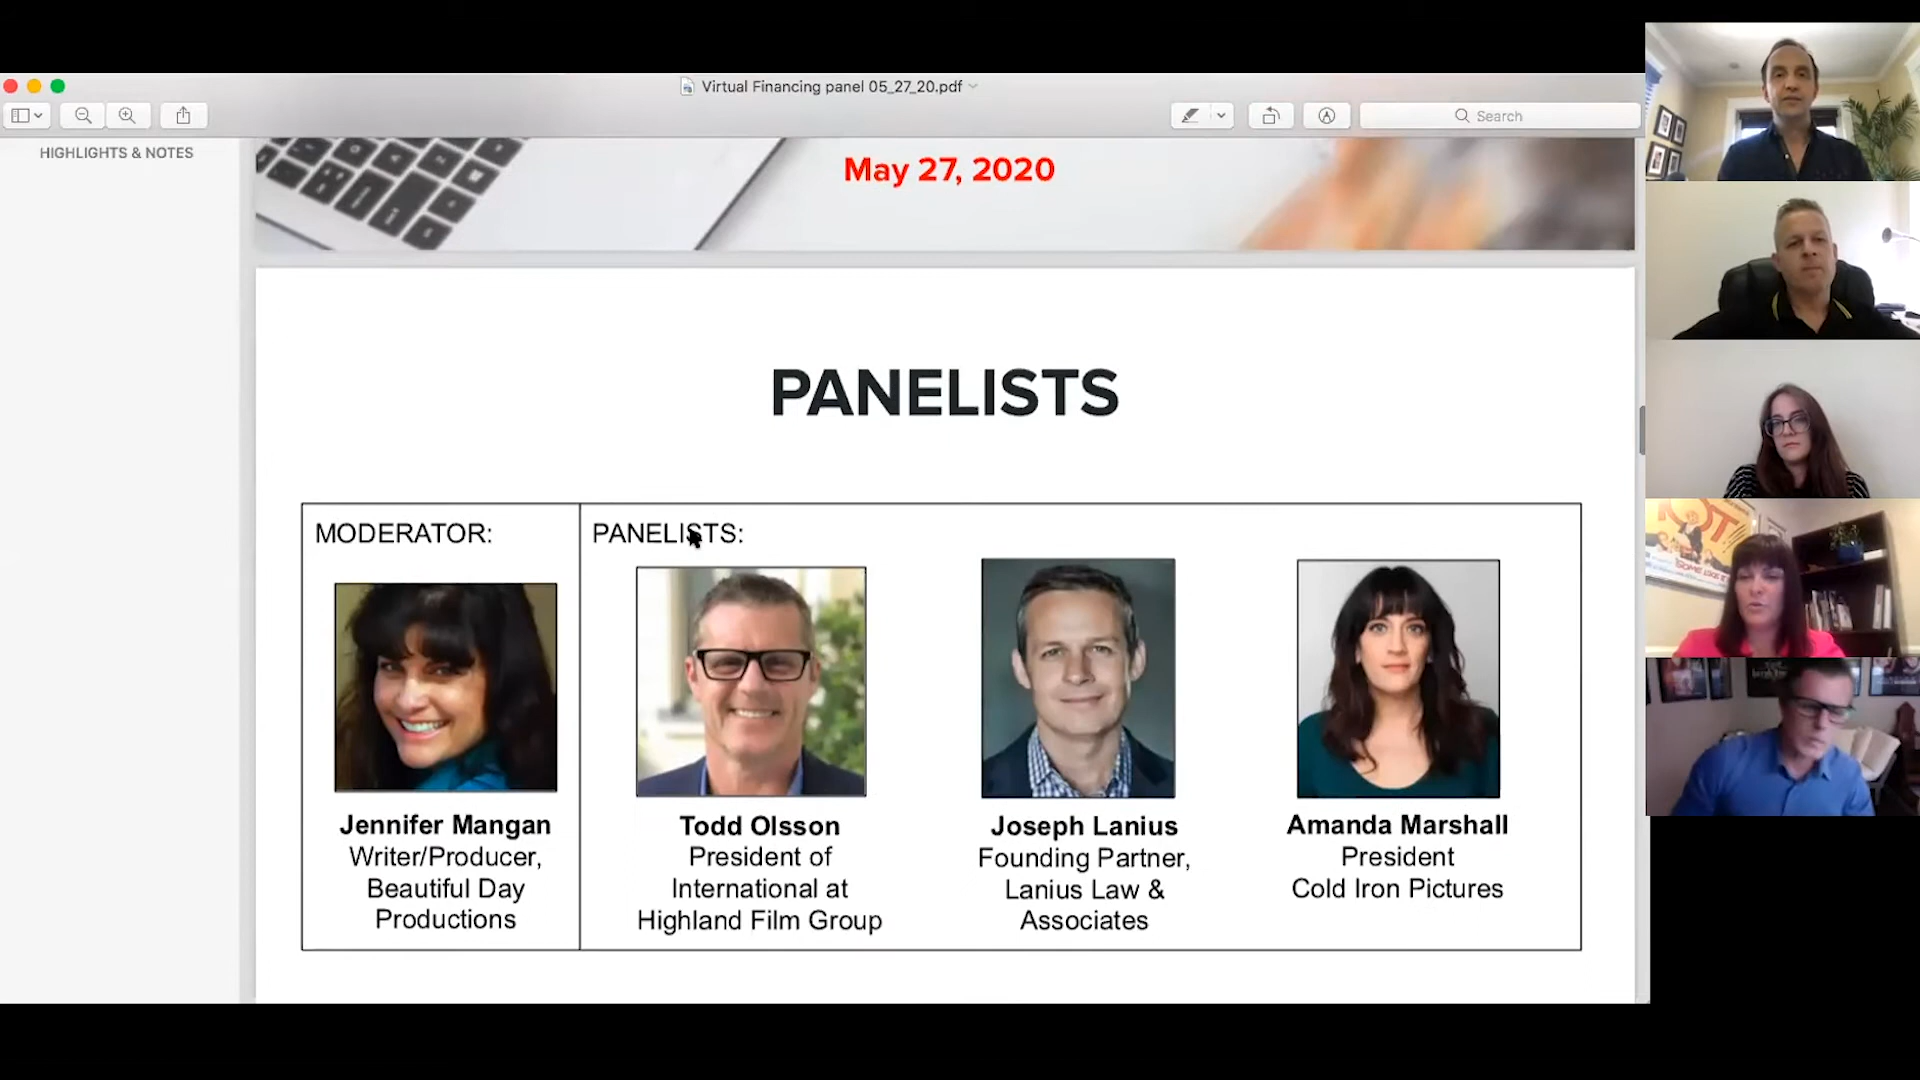 Virtual Financing panel 05_27_20.pdf
Search
HIGHLIGHTS & NOTES
May 27, 2020
PANELISTS
MODERATOR:
PANELISTS:
Jennifer Mangan
Writer/Producer,
Beautiful Day
Productions
Todd Olsson
President of
International at
Highland Film Group
Joseph Lanius
Founding Partner,
Lanius Law &
Associates
Amanda Marshall
President
Cold Iron Pictures